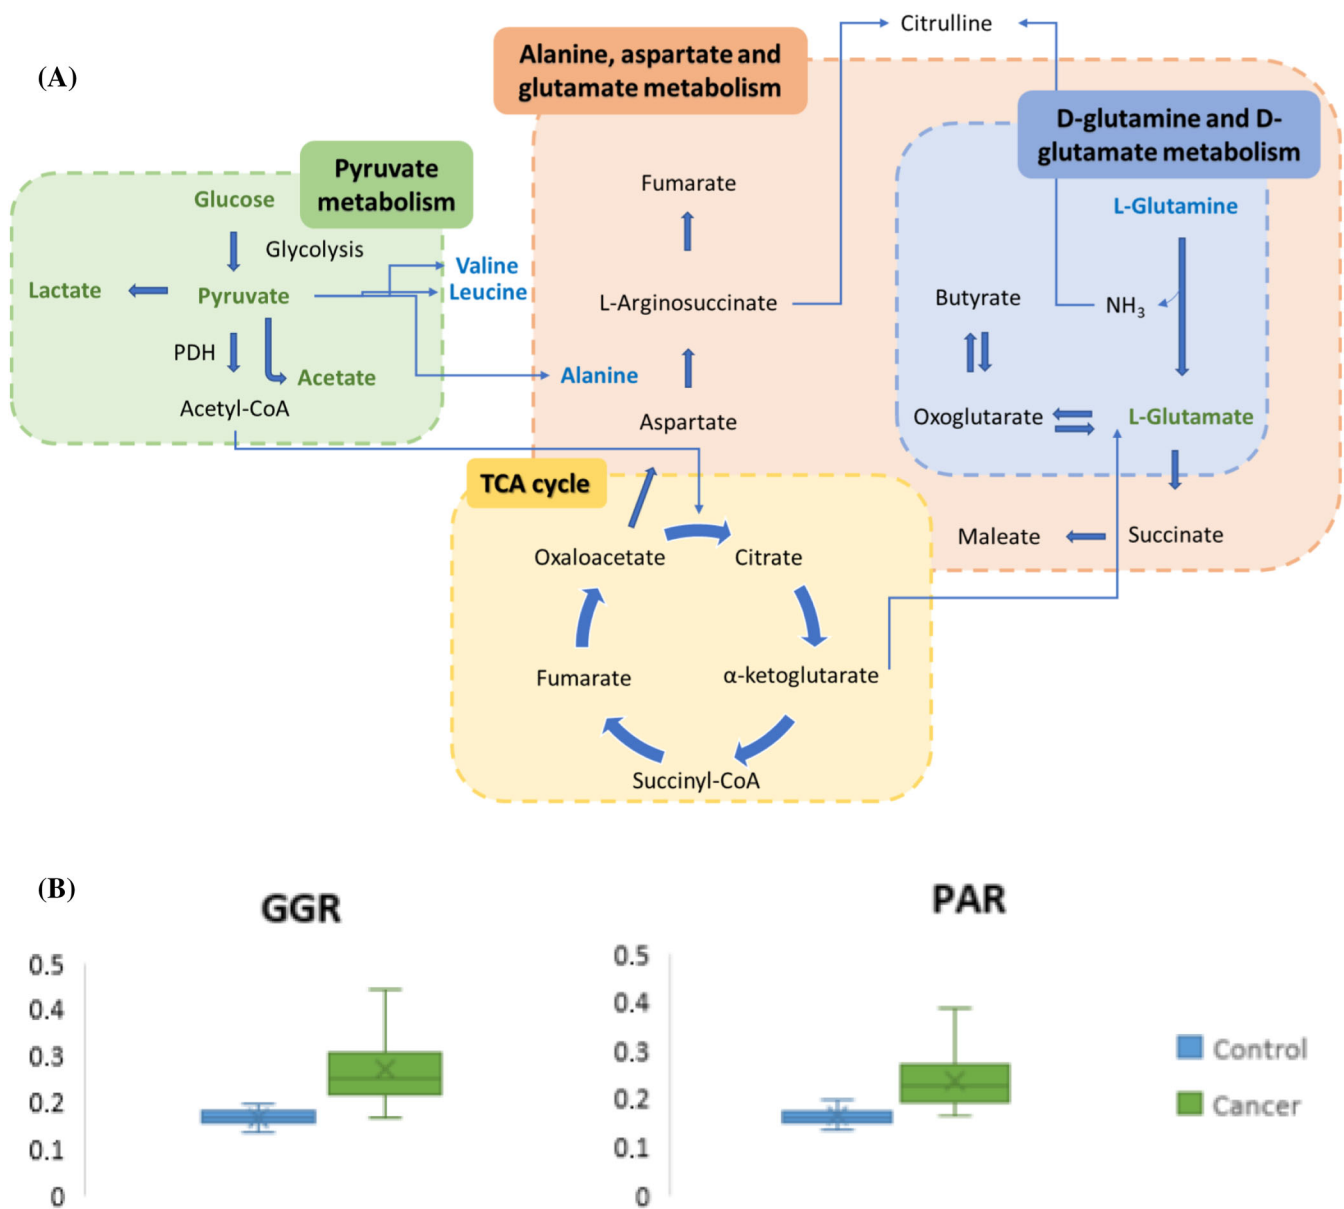 (A)
Citrulline
Alanine, aspartate and
glutamate metabolism
D-glutamine and D-
glutamate metabolism
Pyruvate
metabolism
Fumarate
Glucose
L-Glutamine
Glycolysis
Valine
Lactate
Pyruvate
Leucine
L-Arginosuccinate
Butyrate
NH3
PDH
Acetate
Alanine
Acetyl-CoA
Aspartate
Oxoglutarate
L-Glutamate
TCA cycle
Maleate
Succinate
Oxaloacetate
Citrate
Fumarate
α-ketoglutarate
Succinyl-CoA
(B)
GGR
0.5
0.4
0.3
0.2
0.1
0
PAR
0.5
0.4
0.3
0.2
0.1
0
Control
Cancer